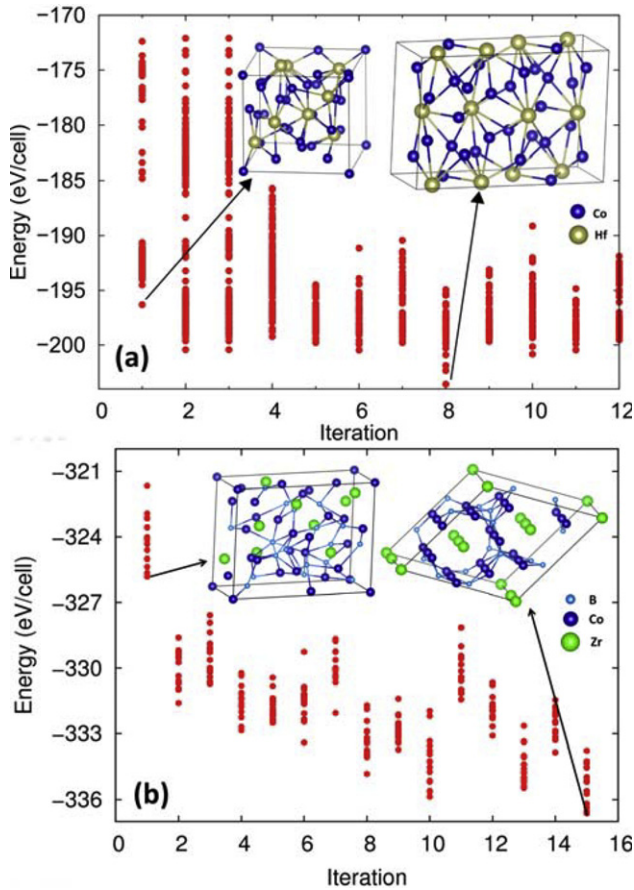 −170
−175
−180
−185
−190
−195
−200
Energy (eV/cell)
(a)
Co
Hf
0 2 4 6 8 10 12
Iteration
−321
−324
−327
−330
−333
−336
Energy (eV/cell)
(b)
B
Co
Zr
0 2 4 6 8 10 12 14 16
Iteration